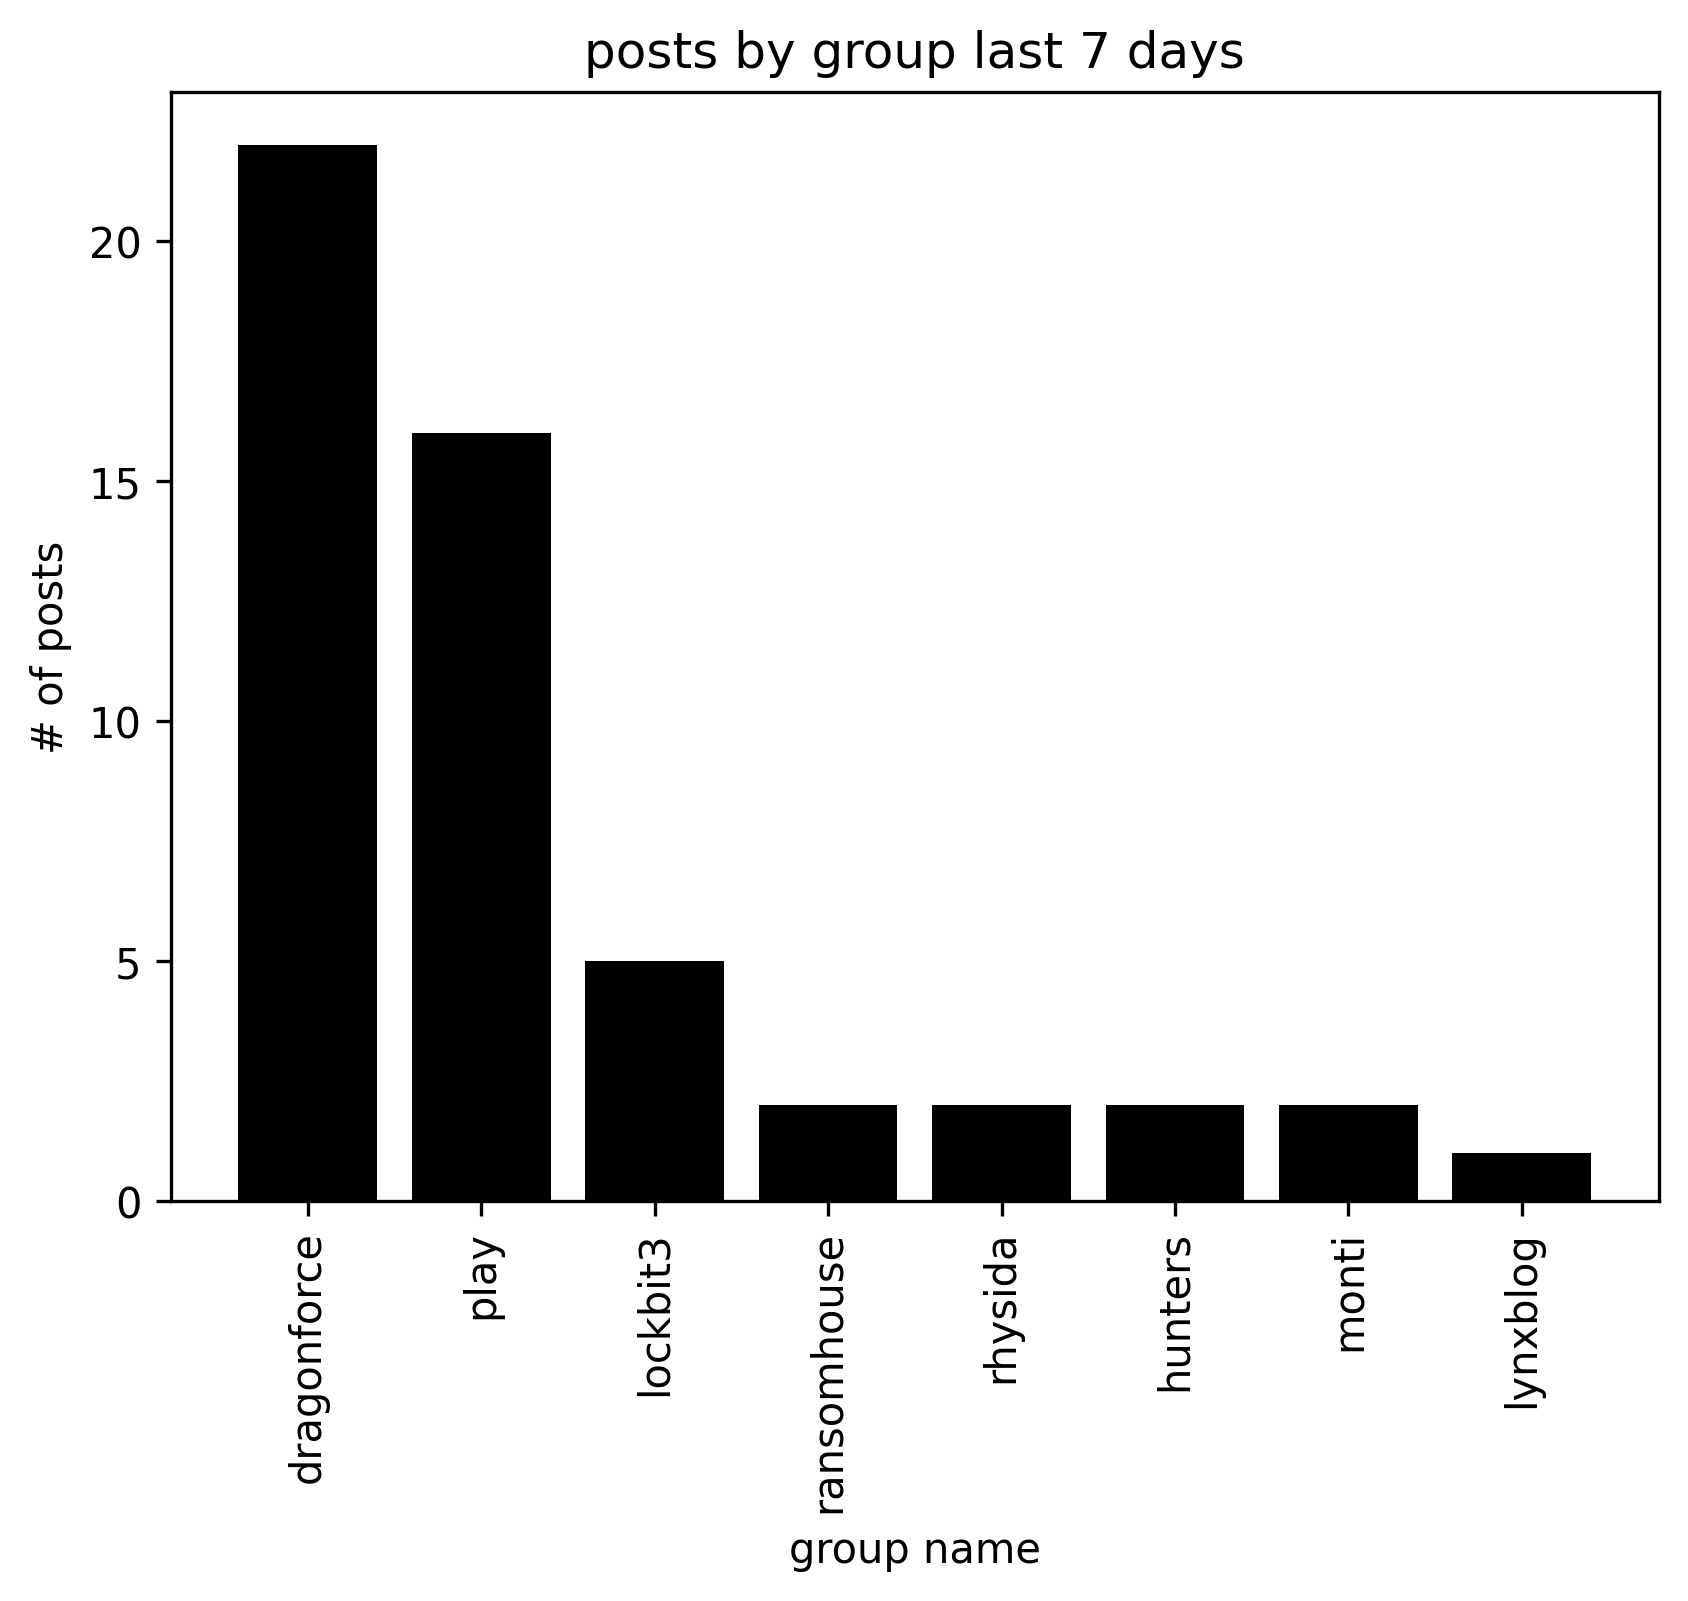 posts by group last 7 days
# of posts
20
15
10
5
0
dragonforce
play
lockbit3
ransomhouse
rhysida
hunters
monti
lynxblog
group name